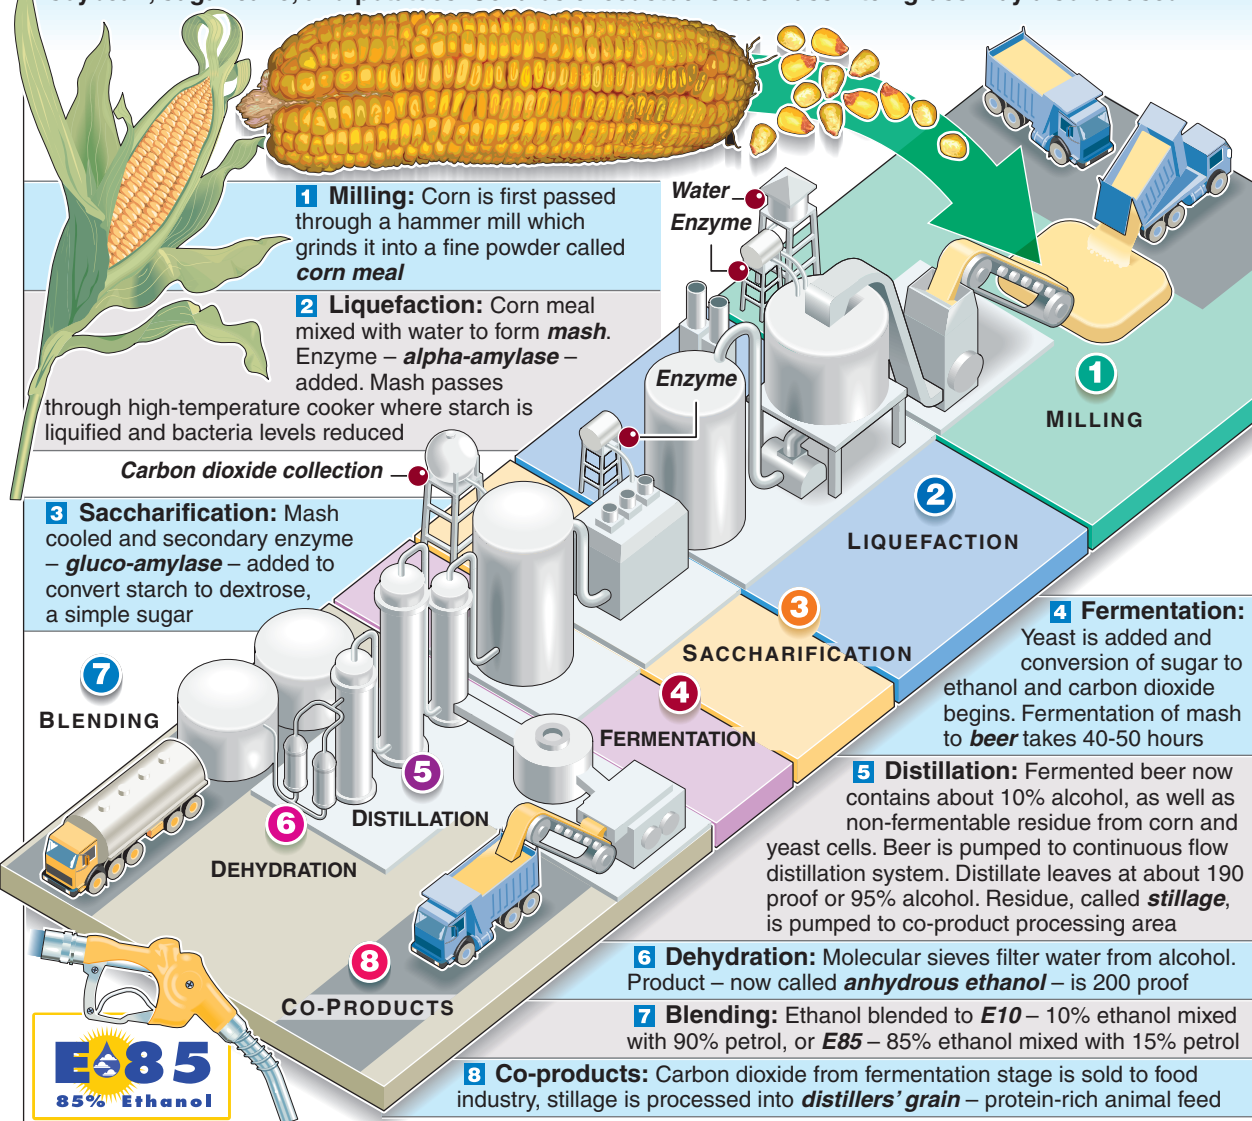 1 Milling: Corn is first passed
through a hammer mill which
grinds it into a fine powder called
corn meal
2 Liquefaction: Corn meal
mixed with water to form mash.
Enzyme – alpha-amylase –
added. Mash passes
through high-temperature cooker where starch is
liquified and bacteria levels reduced
Water
Enzyme
Enzyme
Carbon dioxide collection
3 Saccharification: Mash
cooled and secondary enzyme
– gluco-amylase – added to
convert starch to dextrose,
a simple sugar
1
MILLING
2
LIQUEFACTION
3
SACCHARIFICATION
4
FERMENTATION
5
DISTILLATION
6
DEHYDRATION
7
BLENDING
8
CO-PRODUCTS
4 Fermentation:
Yeast is added and
conversion of sugar to
ethanol and carbon dioxide
begins. Fermentation of mash
to beer takes 40-50 hours
5 Distillation: Fermented beer now
contains about 10% alcohol, as well as
non-fermentable residue from corn and
yeast cells. Beer is pumped to continuous flow
distillation system. Distillate leaves at about 190
proof or 95% alcohol. Residue, called stillage,
is pumped to co-product processing area
6 Dehydration: Molecular sieves filter water from alcohol.
Product – now called anhydrous ethanol – is 200 proof
7 Blending: Ethanol blended to E10 – 10% ethanol mixed
with 90% petrol, or E85 – 85% ethanol mixed with 15% petrol
8 Co-products: Carbon dioxide from fermentation stage is sold to food
industry, stillage is processed into distillers' grain – protein-rich animal feed
E85
85% Ethanol